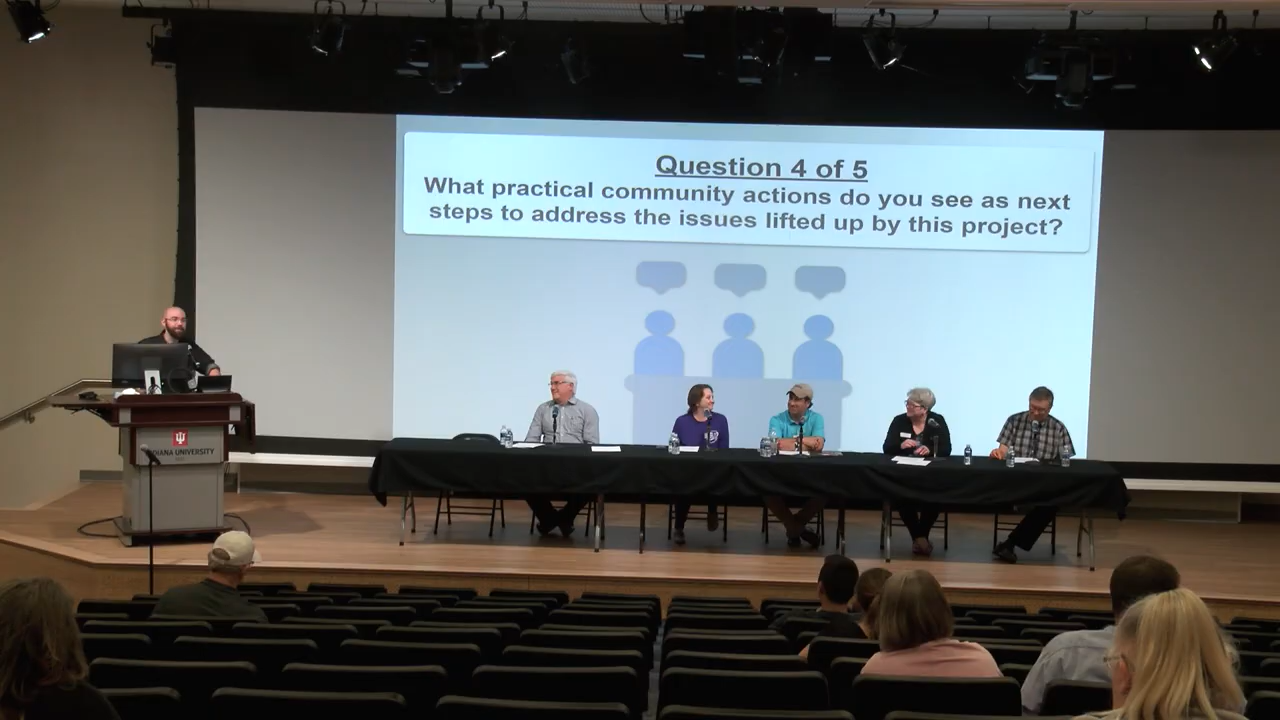 Question 4 of 5
What practical community actions do you see as next
steps to address the issues lifted up by this project?
INDIANA UNIVERSITY